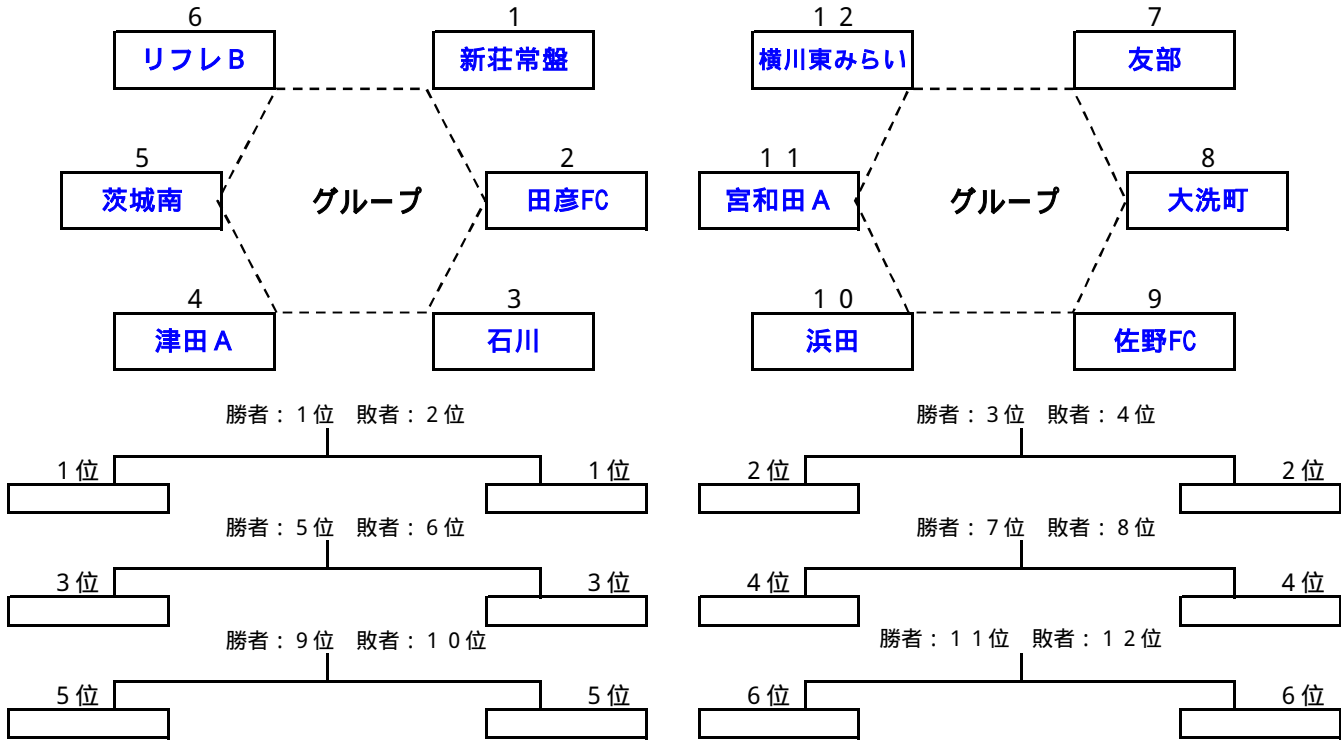 6 1 12 7
リフレB 新荘常盤 横川東みらい 友部
5 2 11 8
茨城南 グループ 田彦FC 宮和田A グループ 大洗町
4 3 10 9
津田A 石川 浜田 佐野FC
勝者：1位 敗者：2位 勝者：3位 敗者：4位
1位 1位 2位 2位
勝者：5位 敗者：6位 勝者：7位 敗者：8位
3位 3位 4位 4位
勝者：9位 敗者：10位 勝者：11位 敗者：12位
5位 5位 6位 6位